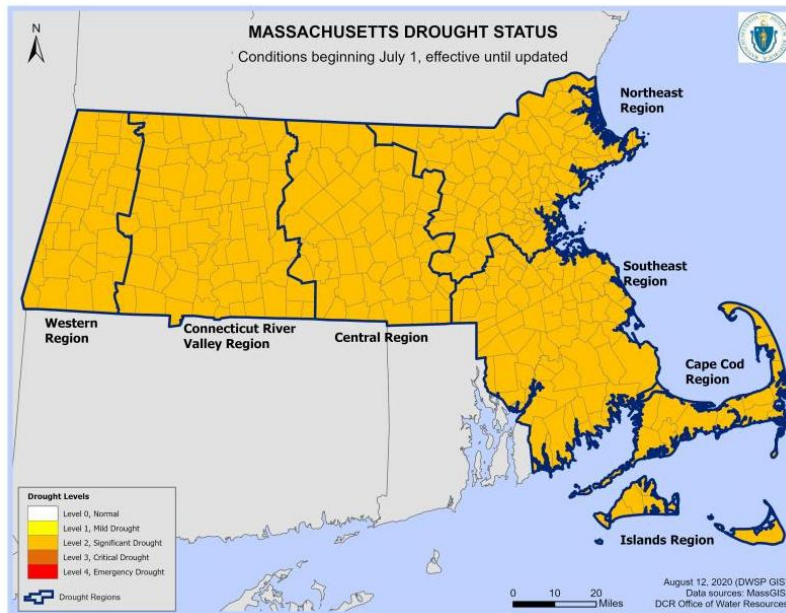 MASSACHUSETTS DROUGHT STATUS
Conditions beginning July 1, effective until updated
N
Northeast
Region
Southeast
Region
Cape Cod
Region
Western
Region
Connecticut River
Valley Region
Central Region
Islands Region
Drought Levels
Level 0, Normal
Level 1, Mild Drought
Level 2, Significant Drought
Level 3, Critical Drought
Level 4, Emergency Drought
Drought Regions
0 10 20
Miles
August 12, 2020 (DWSP GIS)
Data sources: MassGIS
DCR Office of Water Resources